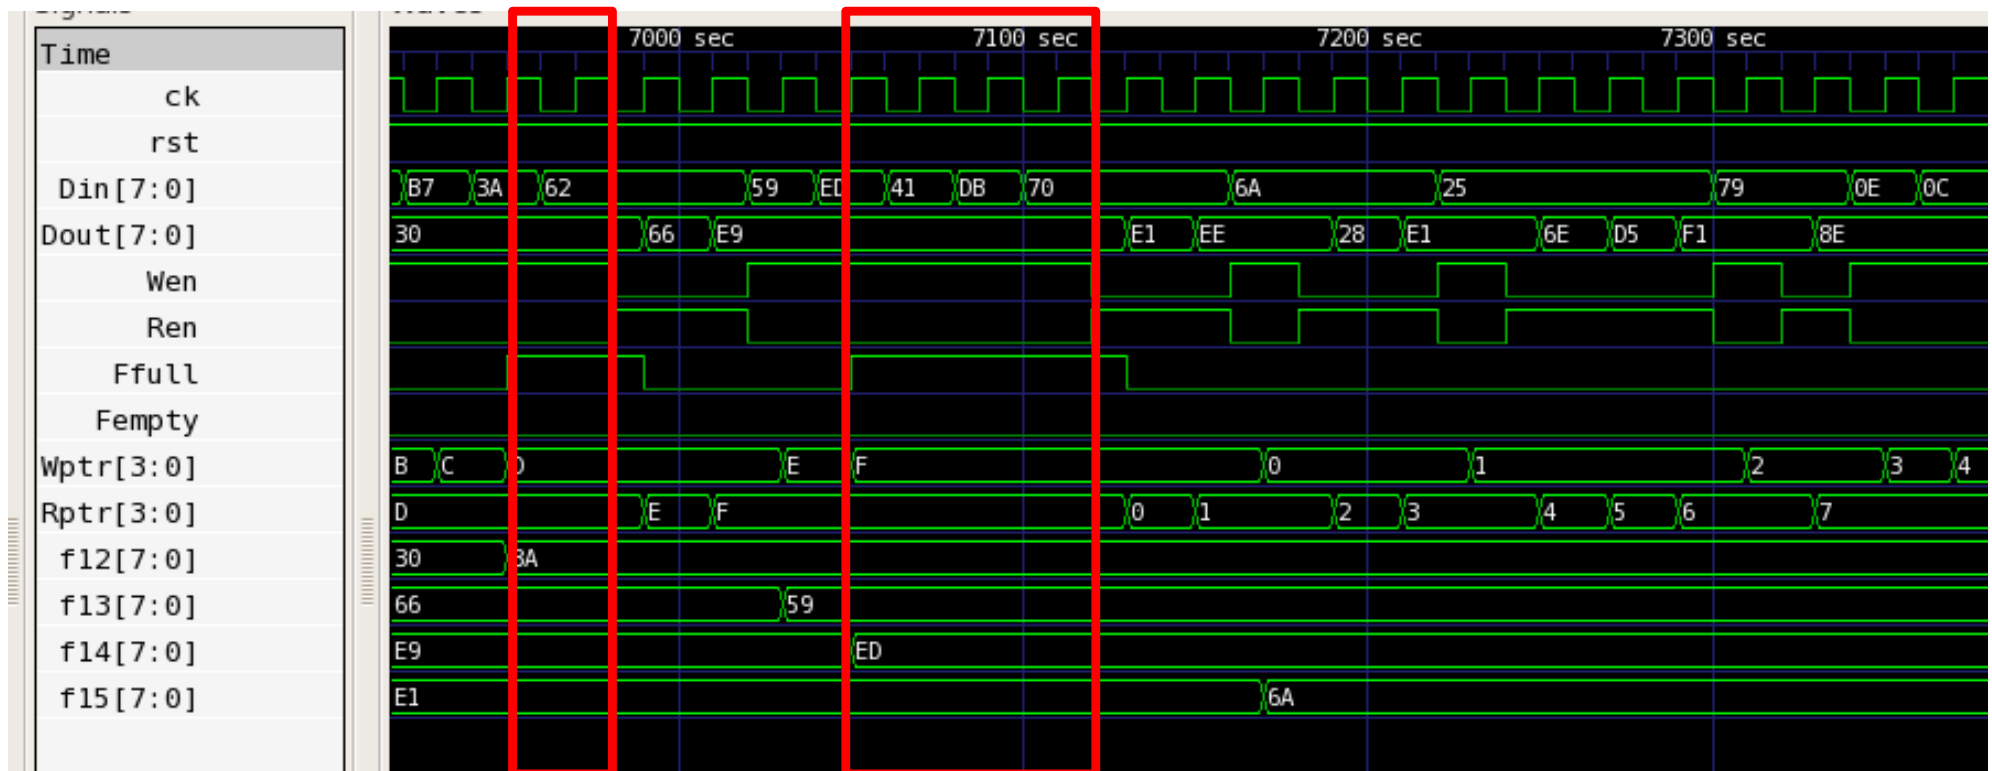 7000 sec 7100 sec 7200 sec 7300 sec
Time
ck
rst
Din[7:0] B7 3A 62 59 ED 41 DB 70 6A 25 79 0E 0C
Dout[7:0] 30 66 E9 E1 EE 28 E1 6E D5 F1 8E
Wen
Ren
Ffull
Fempty
Wptr[3:0] B C D E F 0 1 2 3 4
Rptr[3:0] D E F 0 1 2 3 4 5 6 7
f12[7:0] 30 3A
f13[7:0] 66 59
f14[7:0] E9 ED
f15[7:0] E1 6A